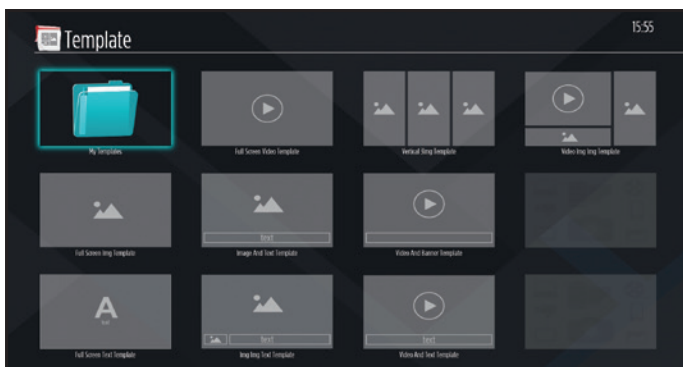 Template
15:55
My Templates
Full Screen Video Template
Vertical 3Img Template
Video Img Img Template
Full Screen Img Template
text
Image And Text Template
Video And Banner Template
A
text
Full Screen Text Template
text
Img Img Text Template
text
Video And Text Template